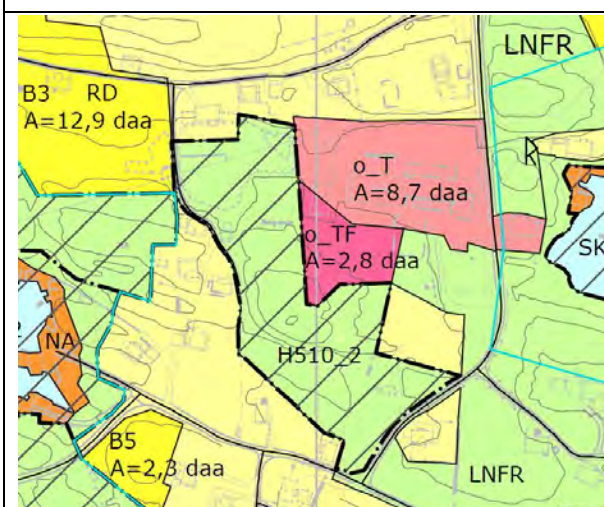 LNFR
B3 RD
A=12,9 daa
o_T
A=8,7 daa
o_TF
A=2,8 daa
SK
NA
H510_2
B5
A=2,3 daa
LNFR